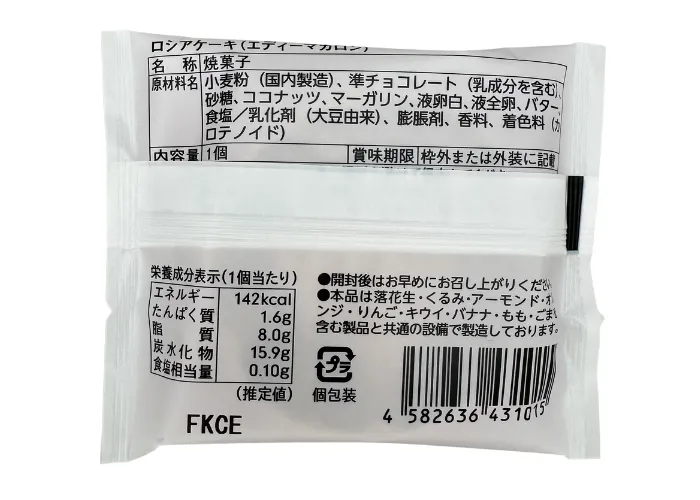 ロシアケーキ(エディーマカロン)
名 称 焼菓子
原材料名 小麦粉(国内製造)、準チョコレート(乳成分を含む)、
砂糖、ココナッツ、マーガリン、液卵白、液全卵、バター、
食塩/乳化剤(大豆由来)、膨脹剤、香料、着色料(カ
ロテノイド)
内容量 1個 賞味期限 枠外または外装に記載
栄養成分表示(1個当たり)
エネルギー 142kcal
たんぱく質 1.6g
脂 質 8.0g
炭水化物 15.9g
食塩相当量 0.10g
(推定値)
●開封後はお早めにお召し上がりくださ
●本品は落花生・くるみ・アーモンド・オレ
ンジ・りんご・キウイ・バナナ・もも・ごまを
含む製品と共通の設備で製造しております。
プラ
個包装
4 582636 431015
FKCE